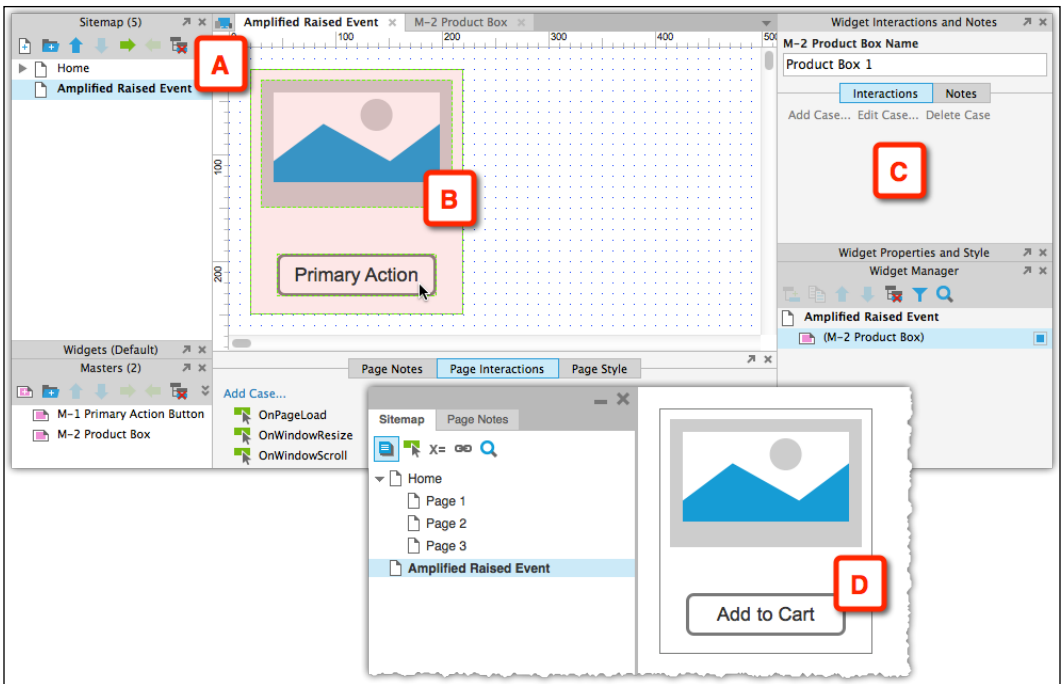 Sitemap (5)
Home
Amplified Raised Event
A
Widgets (Default)
Masters (2)
M-1 Primary Action Button
M-2 Product Box
Amplified Raised Event
M-2 Product Box
0 100 200 300 400 500
100
200
B
Primary Action
Page Notes Page Interactions Page Style
Add Case...
OnPageLoad
OnWindowResize
OnWindowScroll
Widget Interactions and Notes
M-2 Product Box Name
Product Box 1
Interactions Notes
Add Case... Edit Case... Delete Case
C
Widget Properties and Style
Widget Manager
Amplified Raised Event
(M-2 Product Box)
Sitemap Page Notes
X=
Home
Page 1
Page 2
Page 3
Amplified Raised Event
D
Add to Cart